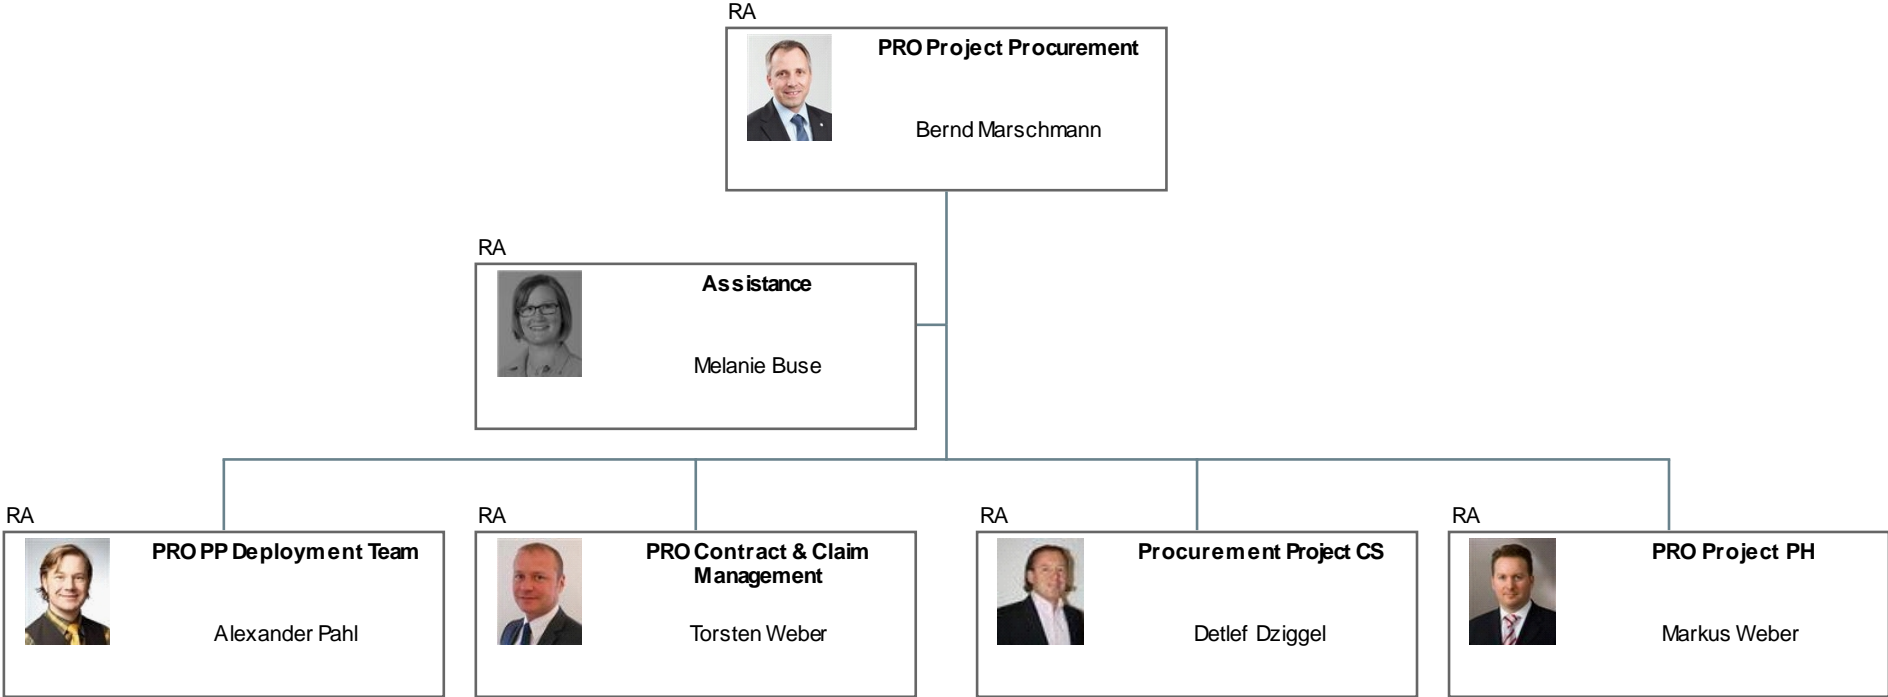 RA
PRO Project Procurement
Bernd Marschmann
RA
Assistance
Melanie Buse
RA
PRO PP Deployment Team
Alexander Pahl
RA
PRO Contract & Claim
Management
Torsten Weber
RA
Procurement Project CS
Detlef Dziggel
RA
PRO Project PH
Markus Weber